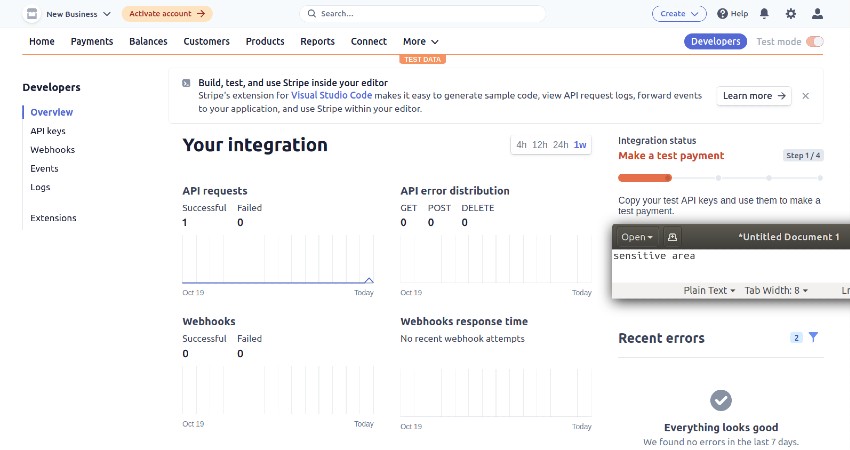 New Business
Activate account →
Search...
Create
Help
Home Payments Balances Customers Products Reports Connect More
Developers
Test mode
TEST DATA
Developers
Overview
API keys
Webhooks
Events
Logs
Extensions
Build, test, and use Stripe inside your editor
Stripe's extension for Visual Studio Code makes it easy to generate sample code, view API request logs, forward events
to your application, and use Stripe within your editor.
Learn more →
Your integration
4h 12h 24h 1w
API requests
Successful Failed
1 0
Oct 19 Today
API error distribution
GET POST DELETE
0 0 0
Oct 19 Today
Webhooks
Successful Failed
0 0
Oct 19 Today
Webhooks response time
No recent webhook attempts
Oct 19 Today
Integration status
Make a test payment
Step 1 / 4
Copy your test API keys and use them to make a
test payment.
Open
*Untitled Document 1
sensitive area
Plain Text Tab Width: 8 Ln
Recent errors
2
Everything looks good
We found no errors in the last 7 days.